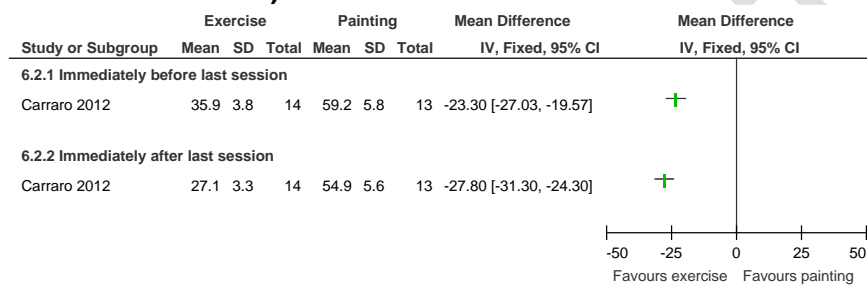 Exercise Painting Mean Difference Mean Difference
Study or Subgroup Mean SD Total Mean SD Total IV, Fixed, 95% CI IV, Fixed, 95% CI
6.2.1 Immediately before last session
Carraro 2012 35.9 3.8 14 59.2 5.8 13 -23.30 [-27.03, -19.57]
6.2.2 Immediately after last session
Carraro 2012 27.1 3.3 14 54.9 5.6 13 -27.80 [-31.30, -24.30]
-50 -25 0 25 50
Favours exercise Favours painting